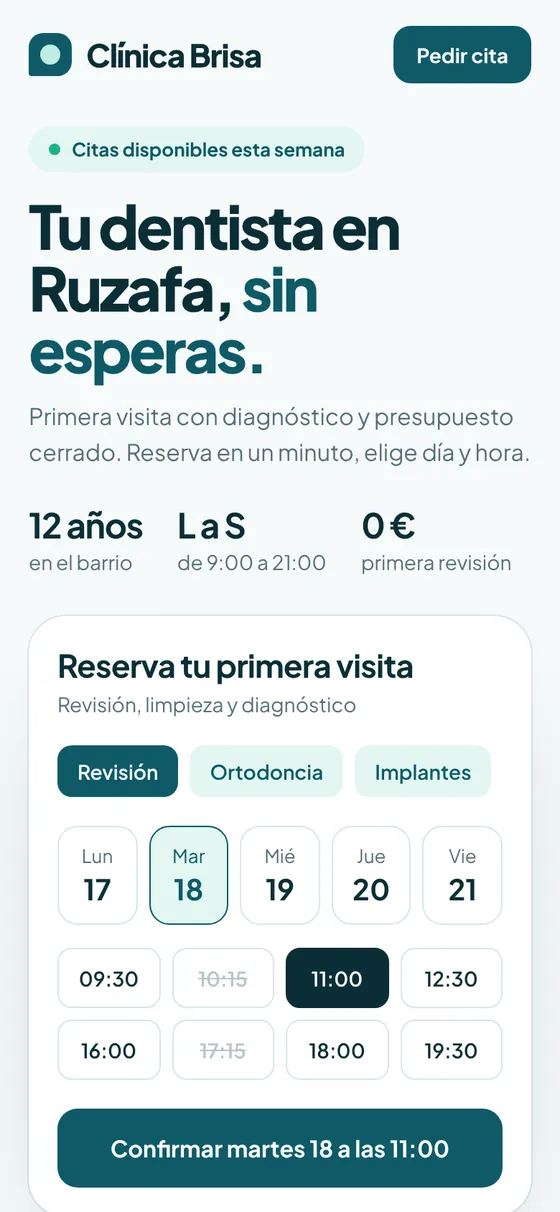 Clínica Brisa
Pedir cita
Citas disponibles esta semana
Tu dentista en
Ruzafa, sin
esperas.
Primera visita con diagnóstico y presupuesto
cerrado. Reserva en un minuto, elige día y hora.
12 años
en el barrio
L a S
de 9:00 a 21:00
0 €
primera revisión
Reserva tu primera visita
Revisión, limpieza y diagnóstico
Revisión
Ortodoncia
Implantes
Lun
17
Mar
18
Mié
19
Jue
20
Vie
21
09:30
10:15
11:00
12:30
16:00
17:15
18:00
19:30
Confirmar martes 18 a las 11:00